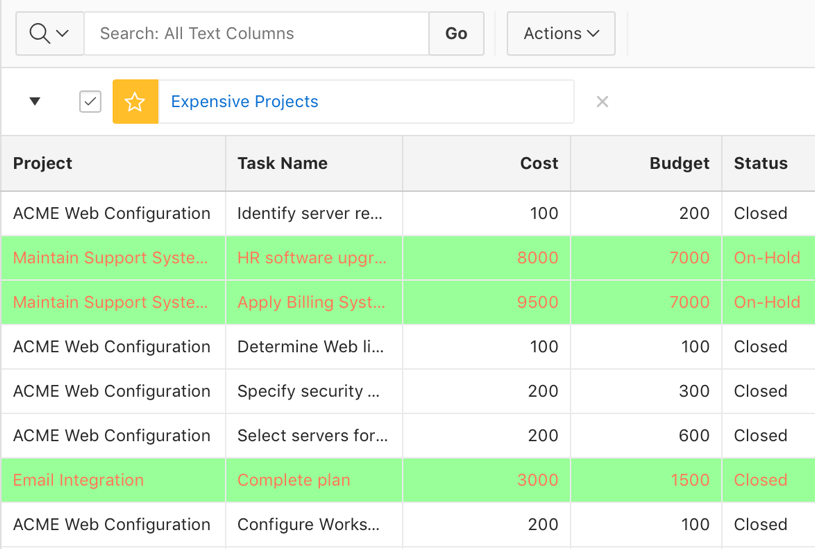 Search: All Text Columns Go Actions
Expensive Projects
Project Task Name Cost Budget Status
ACME Web Configuration Identify server re... 100 200 Closed
Maintain Support Syste... HR software upgr... 8000 7000 On-Hold
Maintain Support Syste... Apply Billing Syst... 9500 7000 On-Hold
ACME Web Configuration Determine Web li... 100 100 Closed
ACME Web Configuration Specify security ... 200 300 Closed
ACME Web Configuration Select servers for... 200 600 Closed
Email Integration Complete plan 3000 1500 Closed
ACME Web Configuration Configure Works... 200 100 Closed